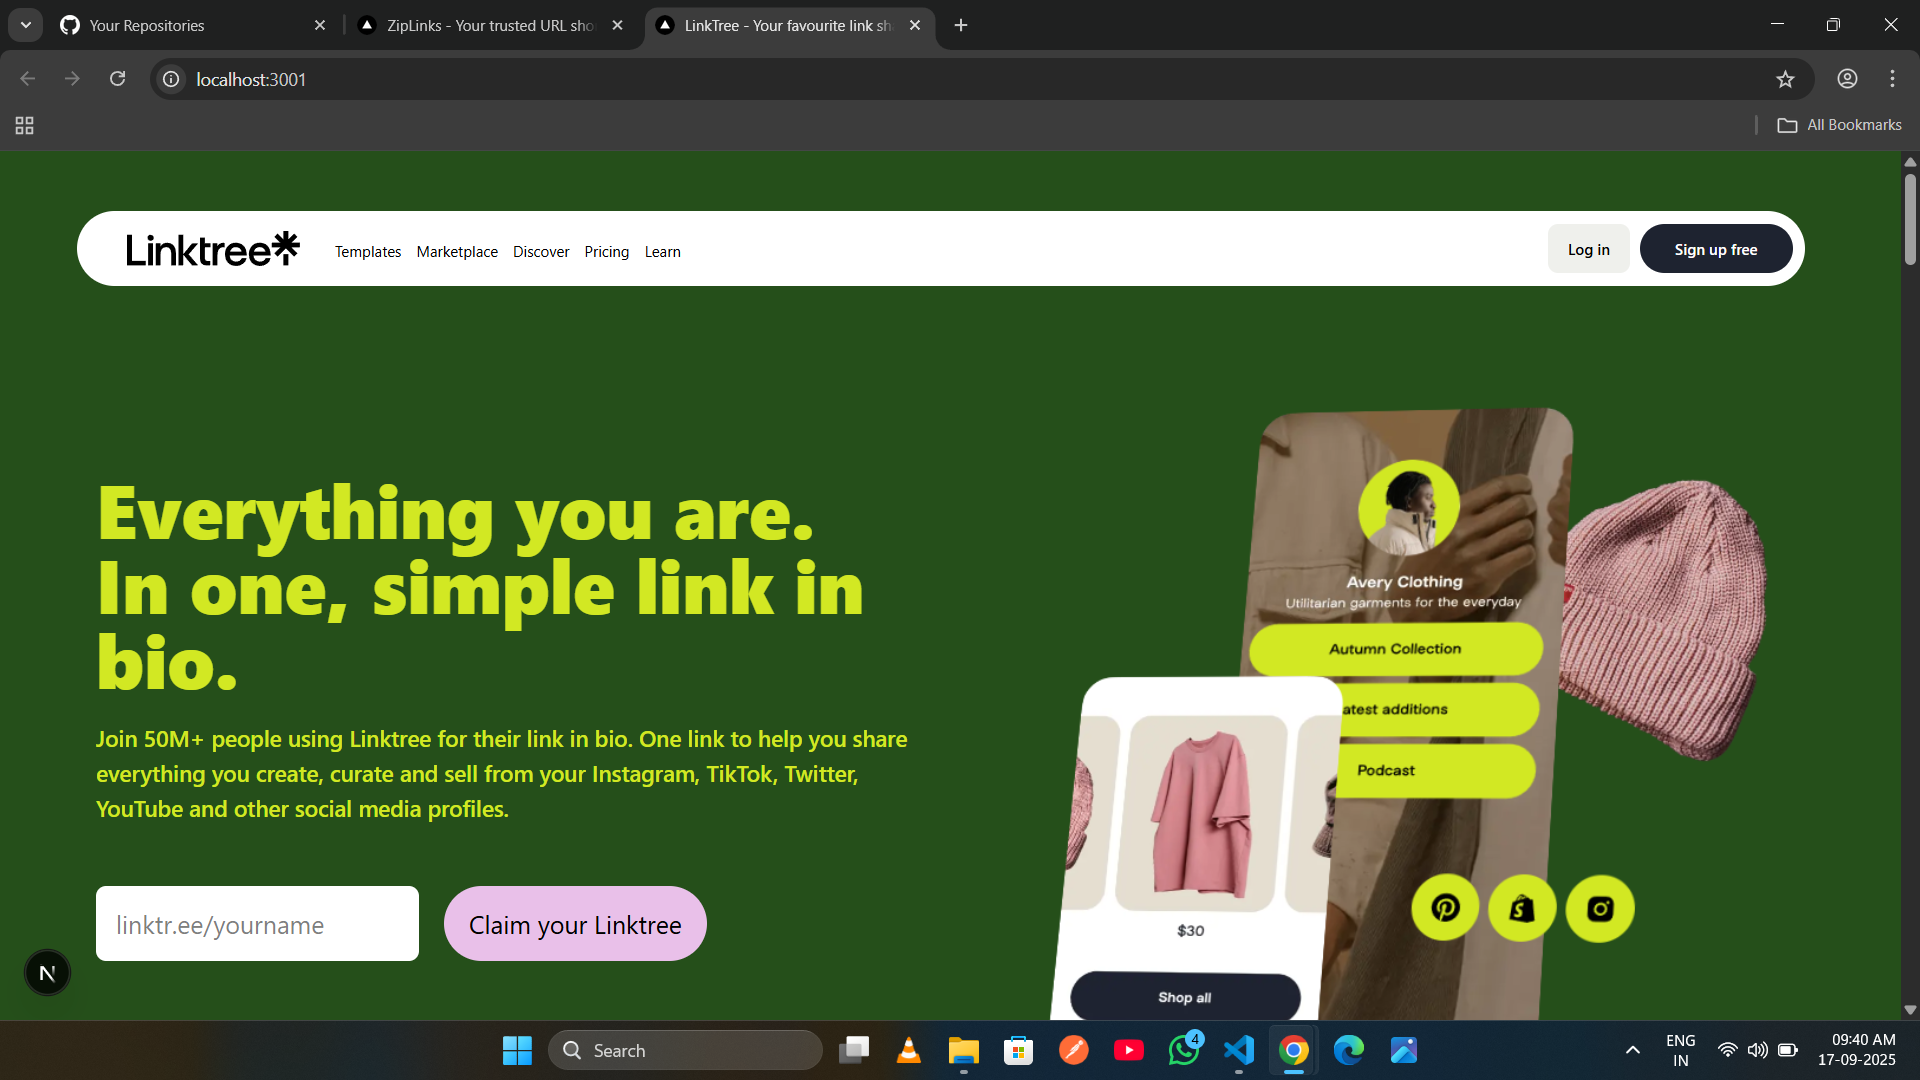 Your Repositories
ZipLinks - Your trusted URL sho
LinkTree - Your favourite link sh
localhost:3001
All Bookmarks
Linktree
Templates Marketplace Discover Pricing Learn
Log in
Sign up free
Everything you are.
In one, simple link in
bio.
Join 50M+ people using Linktree for their link in bio. One link to help you share
everything you create, curate and sell from your Instagram, TikTok, Twitter,
YouTube and other social media profiles.
linktr.ee/yourname
Claim your Linktree
Avery Clothing
Utilitarian garments for the everyday
Autumn Collection
atest additions
Podcast
$30
Shop all
N
Search
4
ENG
IN
09:40 AM
17-09-2025